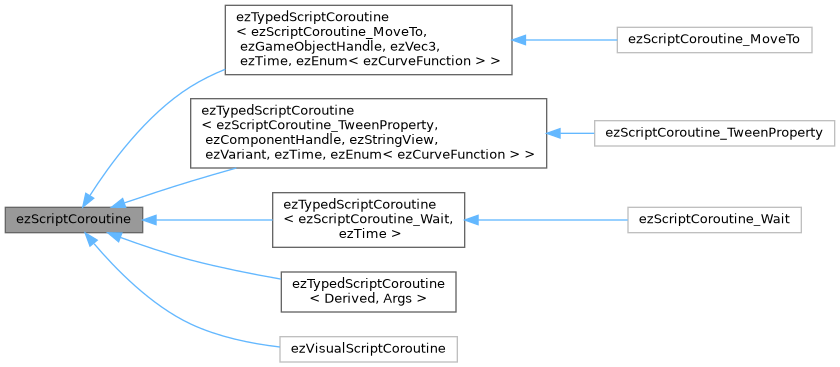 ezTypedScriptCoroutine
< ezScriptCoroutine_MoveTo,
ezGameObjectHandle, ezVec3,
ezTime, ezEnum< ezCurveFunction > >
ezScriptCoroutine_MoveTo
ezTypedScriptCoroutine
< ezScriptCoroutine_TweenProperty,
ezComponentHandle, ezStringView,
ezVariant, ezTime, ezEnum< ezCurveFunction > >
ezScriptCoroutine_TweenProperty
ezScriptCoroutine
ezTypedScriptCoroutine
< ezScriptCoroutine_Wait,
ezTime >
ezScriptCoroutine_Wait
ezTypedScriptCoroutine
< Derived, Args >
ezVisualScriptCoroutine